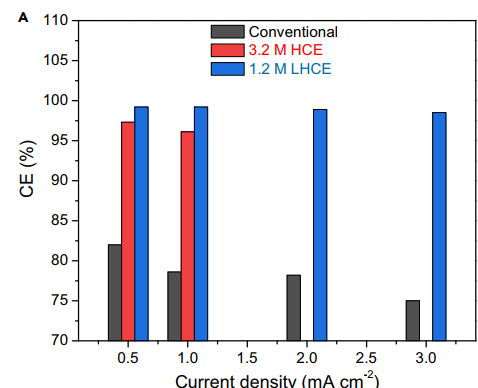 A
110
105
100
95
90
85
80
75
70
CE (%)
Conventional
3.2 M HCE
1.2 M LHCE
0.5 1.0 1.5 2.0 2.5 3.0
Current density (mA cm⁻²)